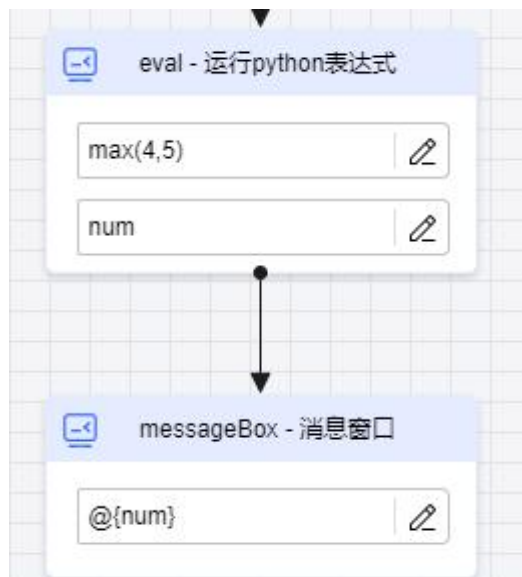 eval - 运行python表达式
max(4,5)
num
messageBox - 消息窗口
@{num}